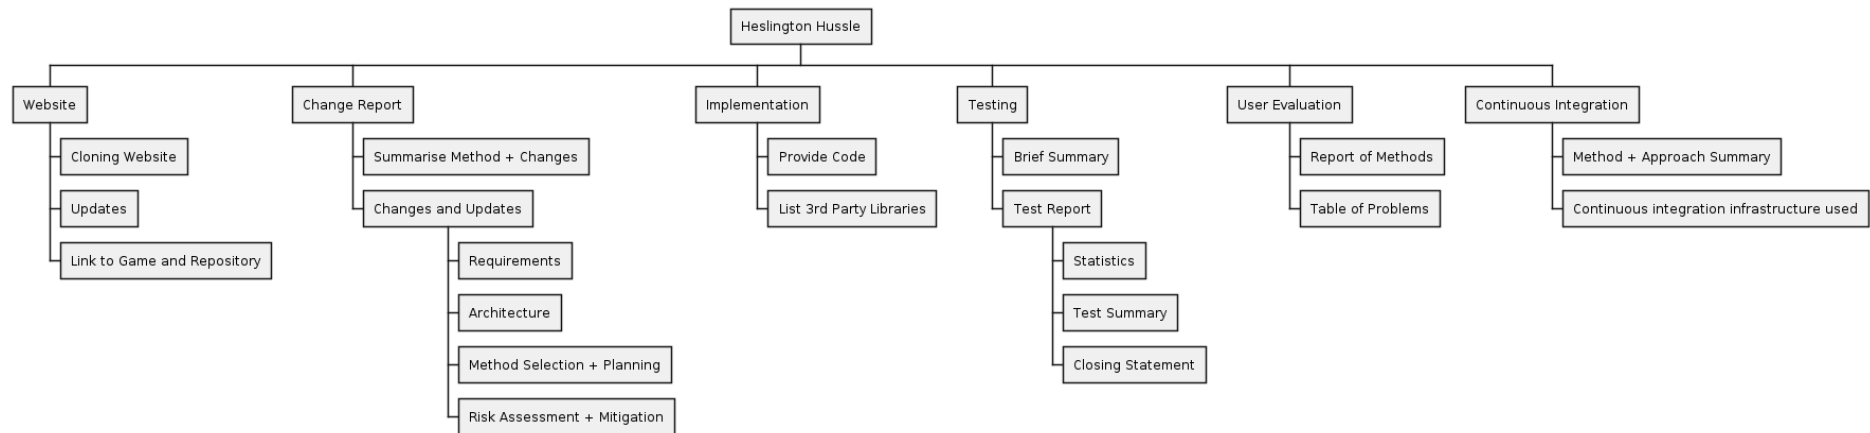 Heslington Hussle
Website
Cloning Website
Updates
Link to Game and Repository
Change Report
Summarise Method + Changes
Changes and Updates
Requirements
Architecture
Method Selection + Planning
Risk Assessment + Mitigation
Implementation
Provide Code
List 3rd Party Libraries
Testing
Brief Summary
Test Report
Statistics
Test Summary
Closing Statement
User Evaluation
Report of Methods
Table of Problems
Continuous Integration
Method + Approach Summary
Continuous integration infrastructure used